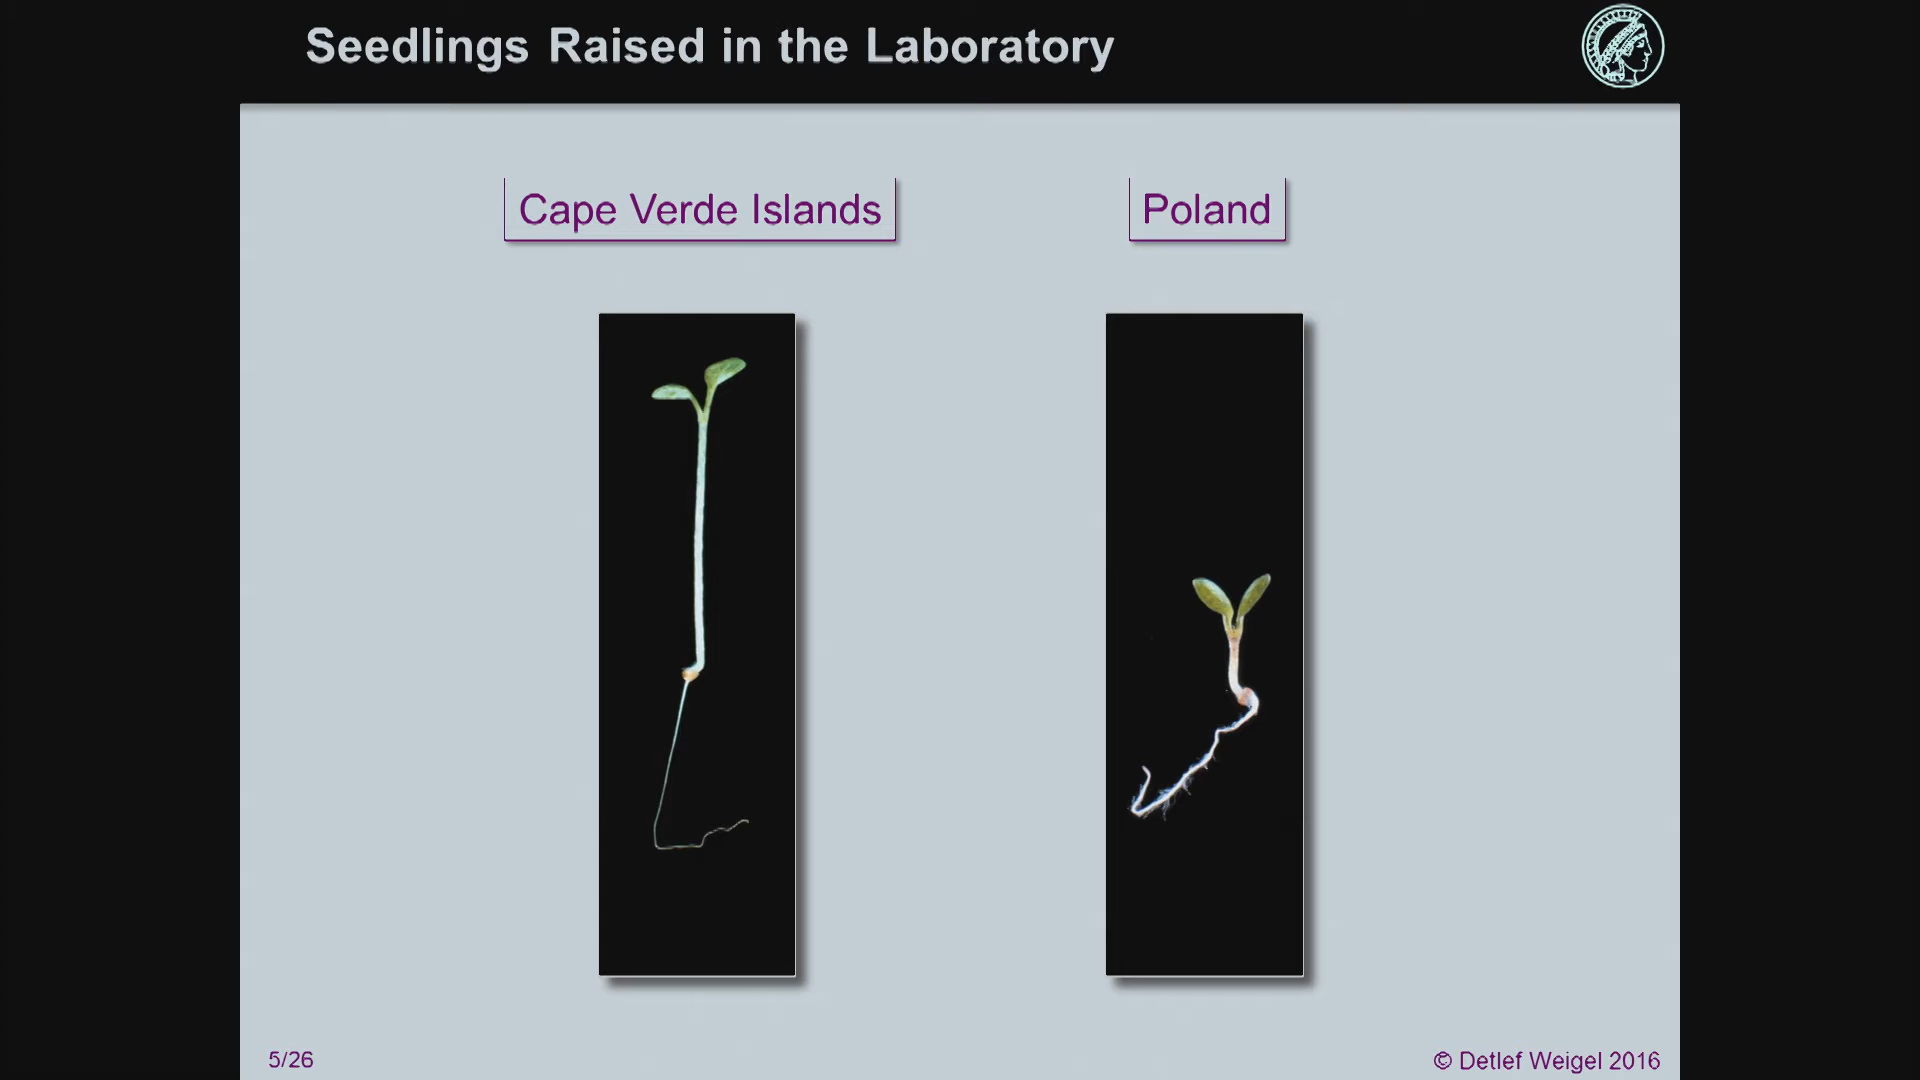 Seedlings Raised in the Laboratory
Cape Verde Islands
Poland
5/26
© Detlef Weigel 2016